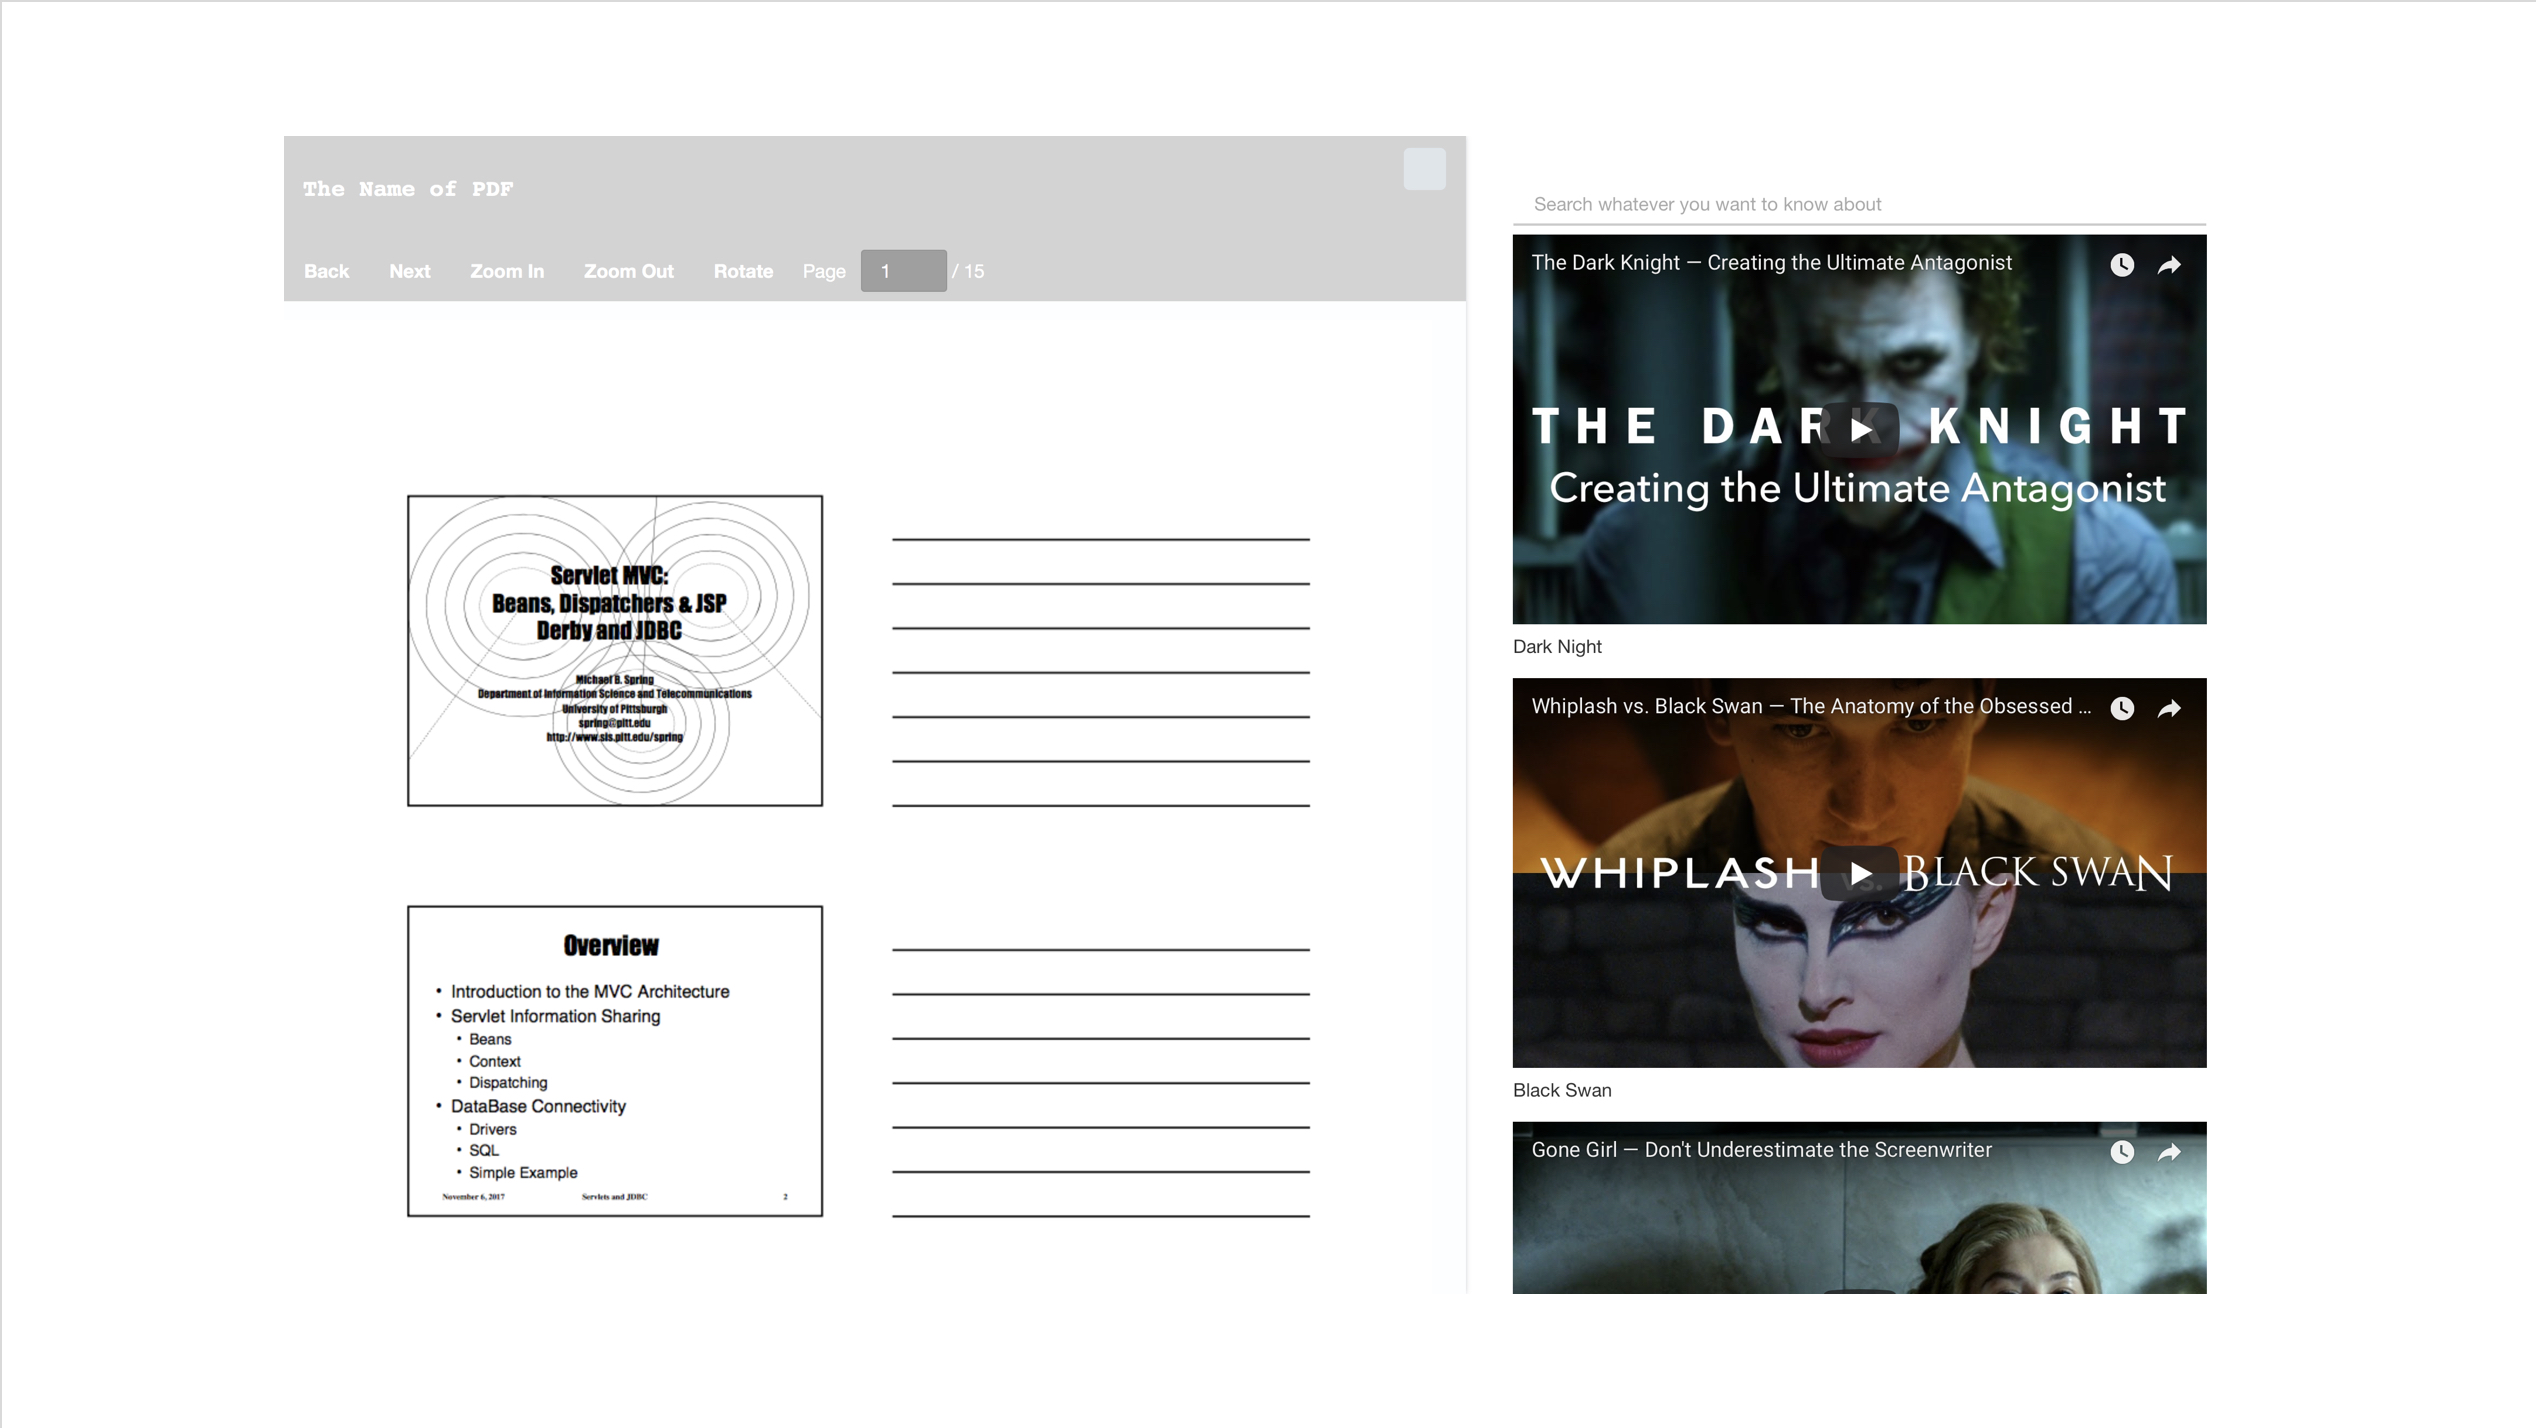 The Name of PDF
Back Next Zoom In Zoom Out Rotate Page 1 / 15
Servlet MVC:
Beans, Dispatchers & JSP
Derby and JDBC
Michael B. Spring
Department of Information Science and Telecommunications
University of Pittsburgh
spring@pitt.edu
http://www.sis.pitt.edu/spring
Overview
• Introduction to the MVC Architecture
• Servlet Information Sharing
• Beans
• Context
• Dispatching
• DataBase Connectivity
• Drivers
• SQL
• Simple Example
November 6, 2017 Servlets and JDBC 2
Search whatever you want to know about
The Dark Knight — Creating the Ultimate Antagonist
THE DARK KNIGHT
Creating the Ultimate Antagonist
Dark Night
Whiplash vs. Black Swan — The Anatomy of the Obsessed ...
WHIPLASH vs. BLACK SWAN
Black Swan
Gone Girl — Don't Underestimate the Screenwriter